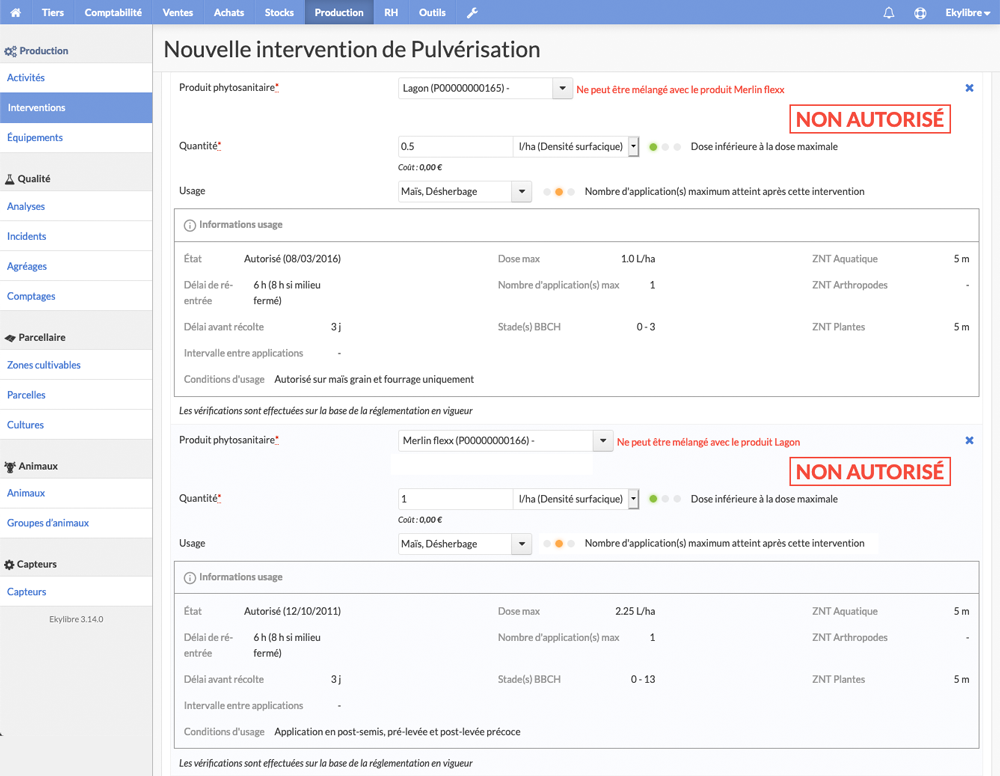 Tiers Comptabilité Ventes Achats Stocks Production RH Outils Ekylibre
Production
Activités
Interventions
Équipements
Qualité
Analyses
Incidents
Agréages
Comptages
Parcellaire
Zones cultivables
Parcelles
Cultures
Animaux
Animaux
Groupes d'animaux
Capteurs
Capteurs
Ekylibre 3.14.0
Nouvelle intervention de Pulvérisation
Produit phytosanitaire* Lagon (P00000000165) - Ne peut être mélangé avec le produit Merlin flexx
NON AUTORISÉ
Quantité* 0.5 l/ha (Densité surfacique) Dose inférieure à la dose maximale
Coût : 0,00 €
Usage Maïs, Désherbage Nombre d'application(s) maximum atteint après cette intervention
Informations usage
État Autorisé (08/03/2016) Dose max 1.0 L/ha ZNT Aquatique 5 m
Délai de ré- 6 h (8 h si milieu Nombre d'application(s) max 1 ZNT Arthropodes -
entrée fermé)
Délai avant récolte 3 j Stade(s) BBCH 0 - 3 ZNT Plantes 5 m
Intervalle entre applications -
Conditions d'usage Autorisé sur maïs grain et fourrage uniquement
Les vérifications sont effectuées sur la base de la réglementation en vigueur
Produit phytosanitaire* Merlin flexx (P00000000166) - Ne peut être mélangé avec le produit Lagon
NON AUTORISÉ
Quantité* 1 l/ha (Densité surfacique) Dose inférieure à la dose maximale
Coût : 0,00 €
Usage Maïs, Désherbage Nombre d'application(s) maximum atteint après cette intervention
Informations usage
État Autorisé (12/10/2011) Dose max 2.25 L/ha ZNT Aquatique 5 m
Délai de ré- 6 h (8 h si milieu Nombre d'application(s) max 1 ZNT Arthropodes -
entrée fermé)
Délai avant récolte 3 j Stade(s) BBCH 0 - 13 ZNT Plantes 5 m
Intervalle entre applications -
Conditions d'usage Application en post-semis, pré-levée et post-levée précoce
Les vérifications sont effectuées sur la base de la réglementation en vigueur